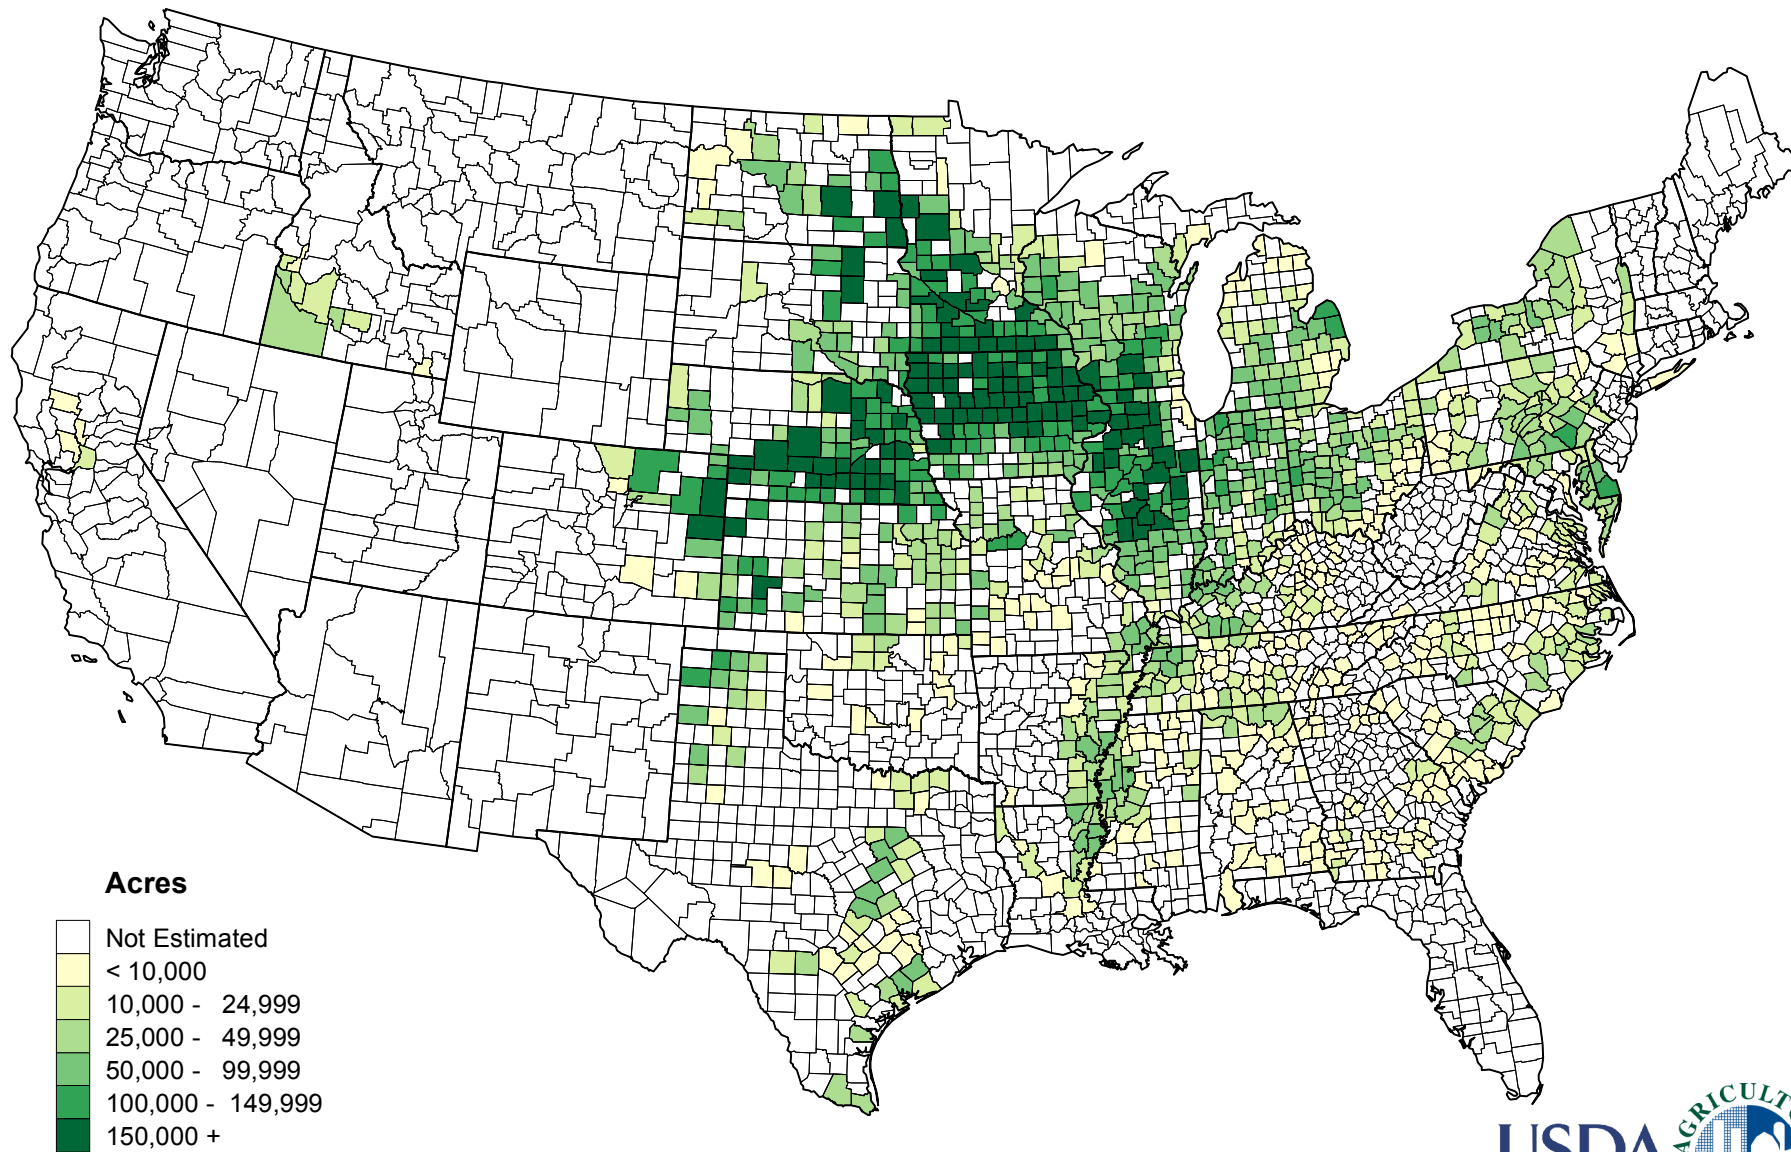 Acres
Not Estimated
< 10,000
10,000 - 24,999
25,000 - 49,999
50,000 - 99,999
100,000 - 149,999
150,000 +
USDA